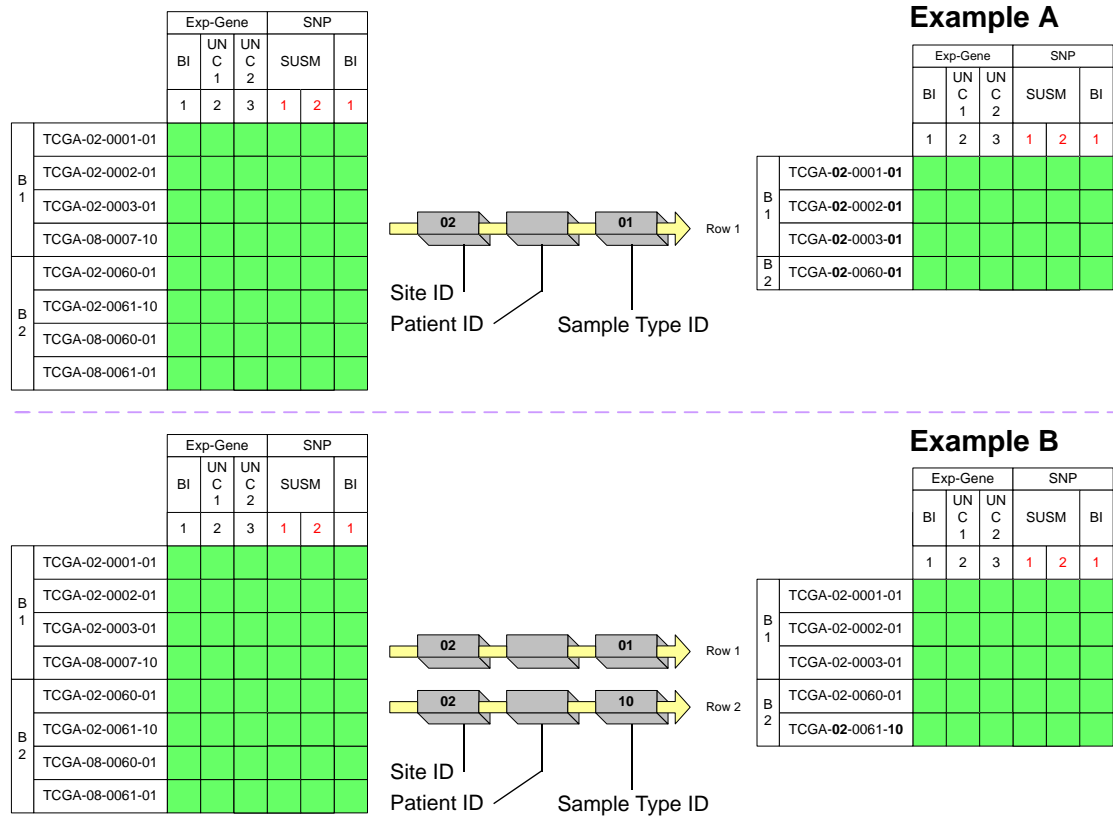 Example A
Exp-Gene SNP
BI UN C 1 UN C 2 SUSM BI
1 2 3 1 2 1
B 1
TCGA-02-0001-01
TCGA-02-0002-01
TCGA-02-0003-01
TCGA-08-0007-10
B 2
TCGA-02-0060-01
TCGA-02-0061-10
TCGA-08-0060-01
TCGA-08-0061-01
02 01 Row 1
Site ID
Patient ID Sample Type ID
Exp-Gene SNP
BI UN C 1 UN C 2 SUSM BI
1 2 3 1 2 1
B 1
TCGA-02-0001-01
TCGA-02-0002-01
TCGA-02-0003-01
B 2
TCGA-02-0060-01
Example B
Exp-Gene SNP
BI UN C 1 UN C 2 SUSM BI
1 2 3 1 2 1
B 1
TCGA-02-0001-01
TCGA-02-0002-01
TCGA-02-0003-01
TCGA-08-0007-10
B 2
TCGA-02-0060-01
TCGA-02-0061-10
TCGA-08-0060-01
TCGA-08-0061-01
02 01 Row 1
02 10 Row 2
Site ID
Patient ID Sample Type ID
Exp-Gene SNP
BI UN C 1 UN C 2 SUSM BI
1 2 3 1 2 1
B 1
TCGA-02-0001-01
TCGA-02-0002-01
TCGA-02-0003-01
B 2
TCGA-02-0060-01
TCGA-02-0061-10